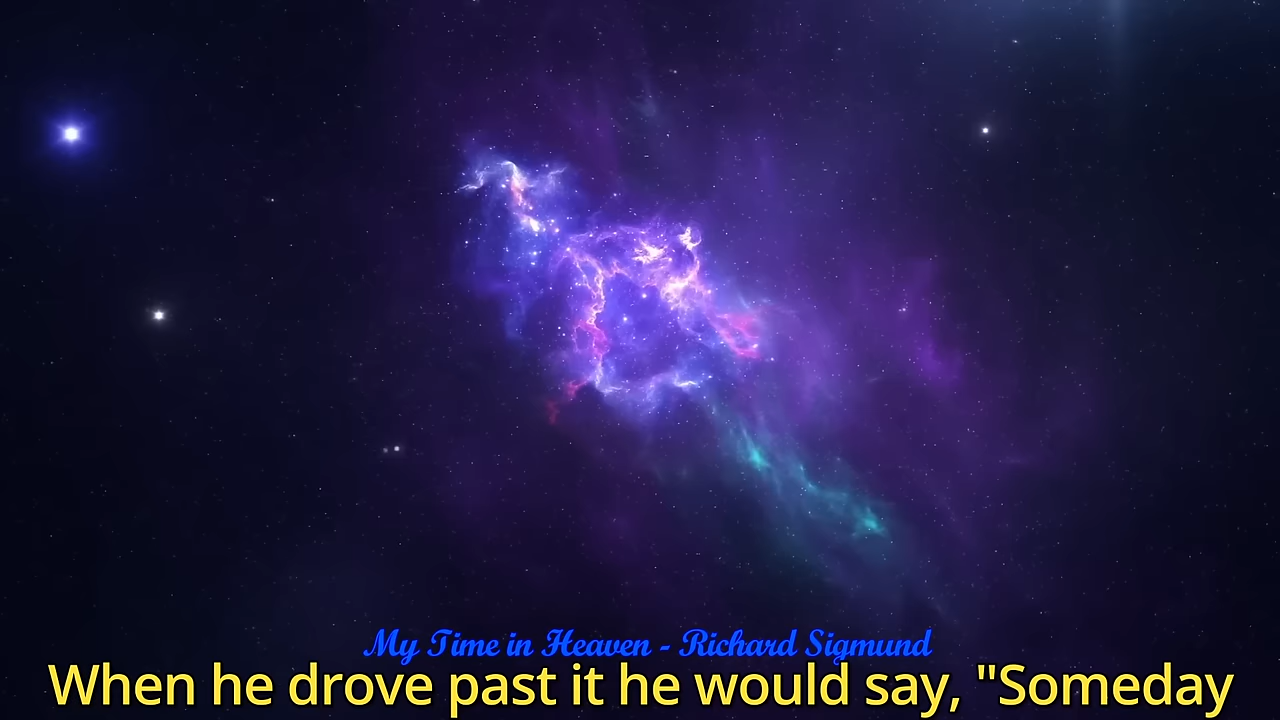 My Time in Heaven - Richard Sigmund
When he drove past it he would say, "Someday